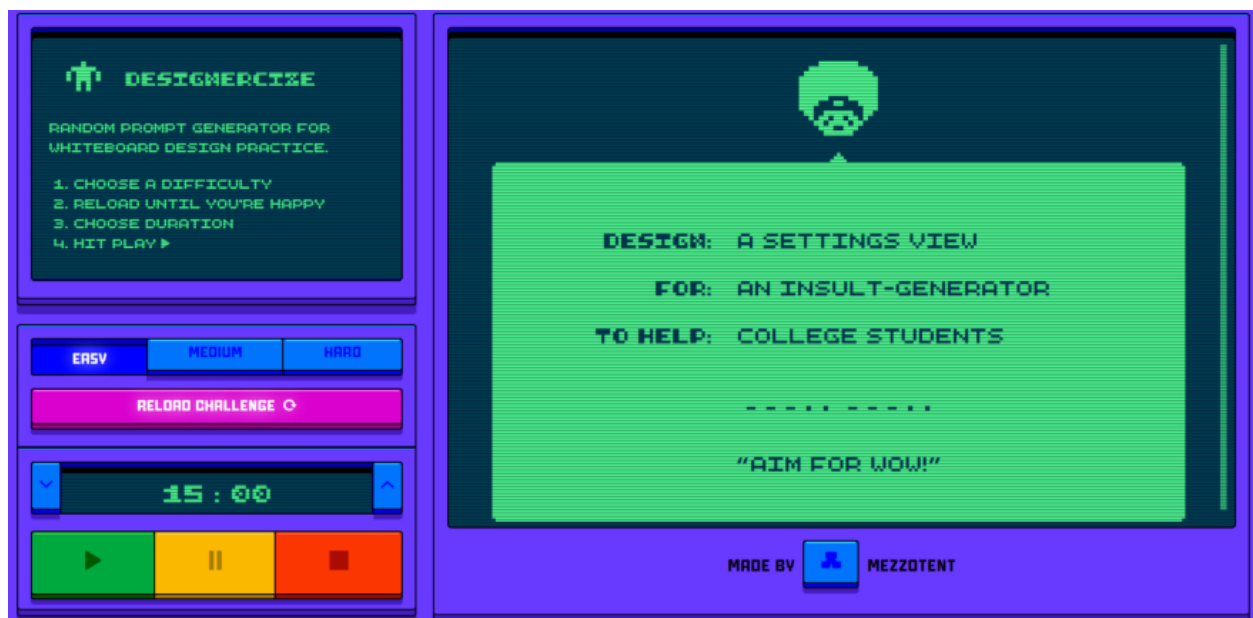 DESIGNERCIZE
RANDOM PROMPT GENERATOR FOR
WHITEBOARD DESIGN PRACTICE.
1. CHOOSE A DIFFICULTY
2. RELOAD UNTIL YOU'RE HAPPY
3. CHOOSE DURATION
4. HIT PLAY
EASY MEDIUM HARD
RELOAD CHALLENGE
15:00
DESIGN: A SETTINGS VIEW
FOR: AN INSULT-GENERATOR
TO HELP: COLLEGE STUDENTS
---·· ---··
"AIM FOR WOW!"
MADE BY MEZZOTENT